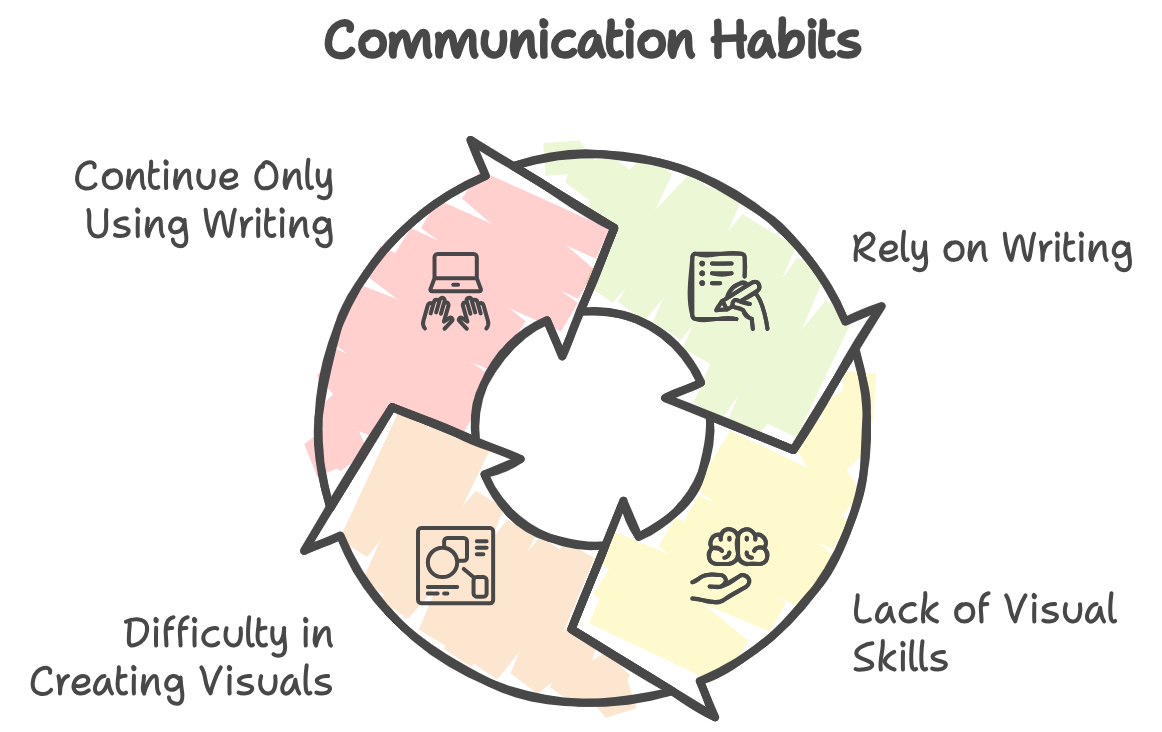 Communication Habits
Continue Only
Using Writing
Rely on Writing
Lack of Visual
Skills
Difficulty in
Creating Visuals